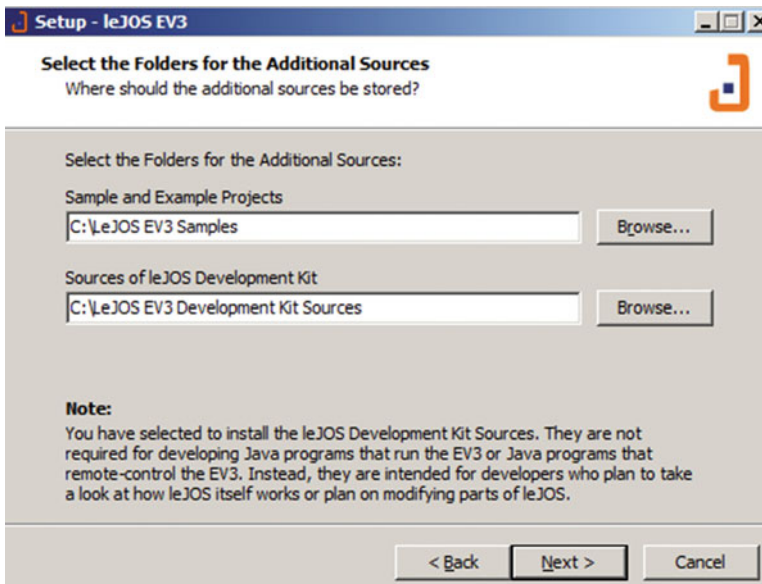 Setup - leJOS EV3
Select the Folders for the Additional Sources
Where should the additional sources be stored?
Select the Folders for the Additional Sources:
Sample and Example Projects
C:\LeJOS EV3 Samples
Browse...
Sources of leJOS Development Kit
C:\LeJOS EV3 Development Kit Sources
Browse...
Note:
You have selected to install the leJOS Development Kit Sources. They are not
required for developing Java programs that run the EV3 or Java programs that
remote-control the EV3. Instead, they are intended for developers who plan to take
a look at how leJOS itself works or plan on modifying parts of leJOS.
< Back
Next >
Cancel